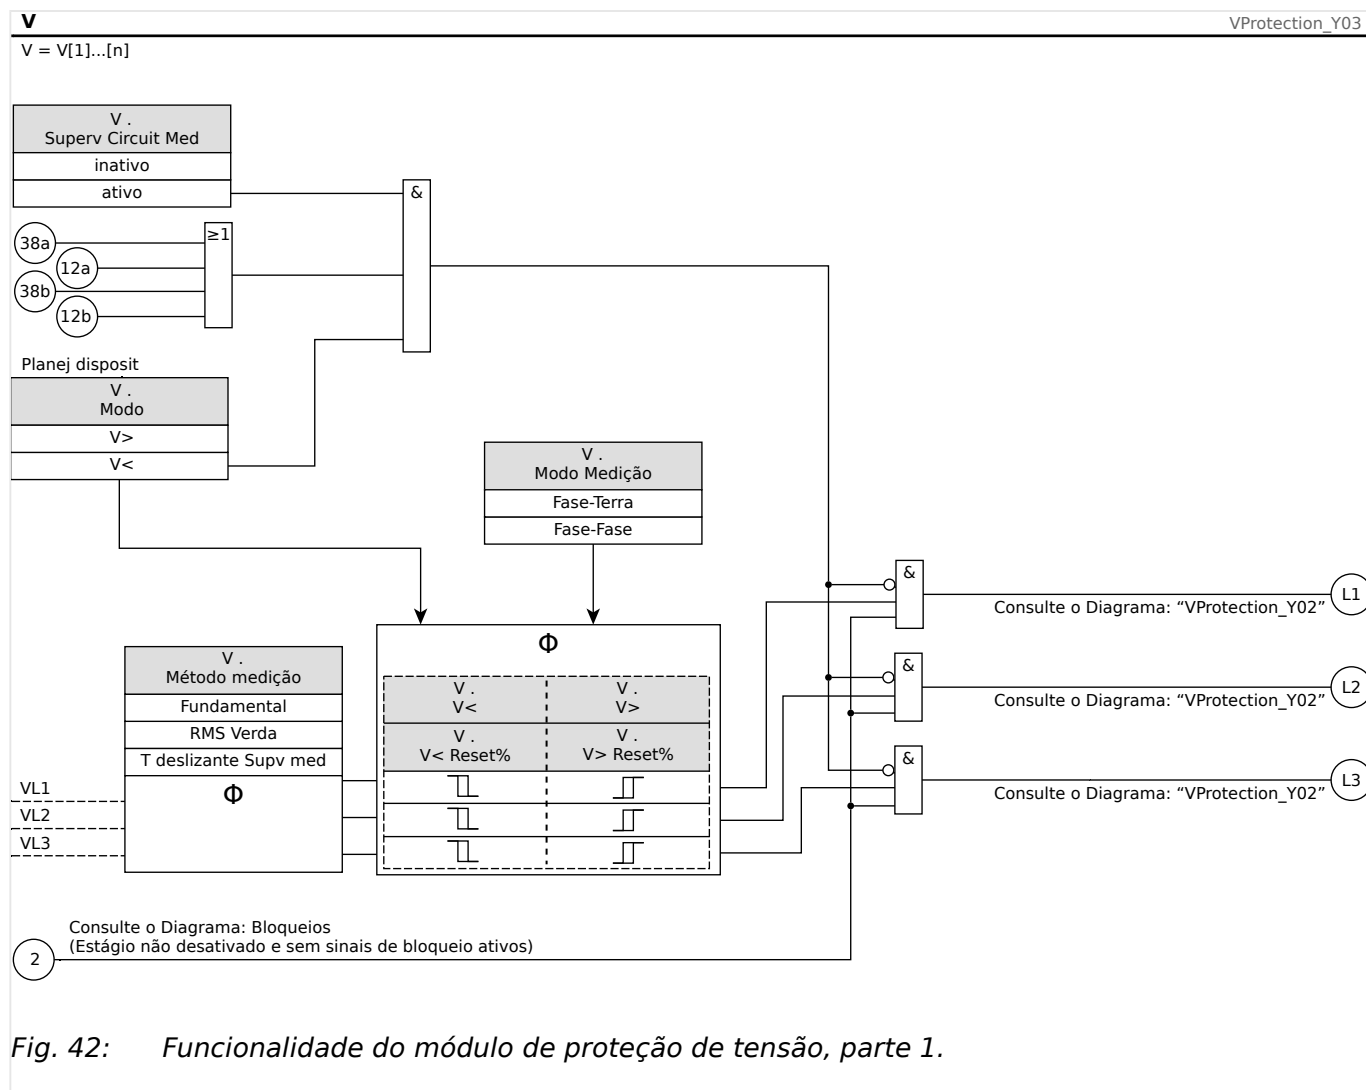 V
VProtection_Y03
V = V[1]...[n]
V .
Superv Circuit Med
inativo
ativo
&
38a
≥1
12a
38b
12b
Planej disposit
V .
Modo
V>
V<
V .
Modo Medição
Fase-Terra
Fase-Fase
&
L1
Consulte o Diagrama: “VProtection_Y02”
Φ
V .
Método medição
Fundamental
RMS Verda
T deslizante Supv med
Φ
V .
V<
V .
V>
V .
V< Reset%
V .
V> Reset%
&
L2
Consulte o Diagrama: “VProtection_Y02”
&
L3
Consulte o Diagrama: “VProtection_Y02”
VL1
VL2
VL3
Consulte o Diagrama: Bloqueios
(Estágio não desativado e sem sinais de bloqueio ativos)
2
Fig. 42: Funcionalidade do módulo de proteção de tensão, parte 1.